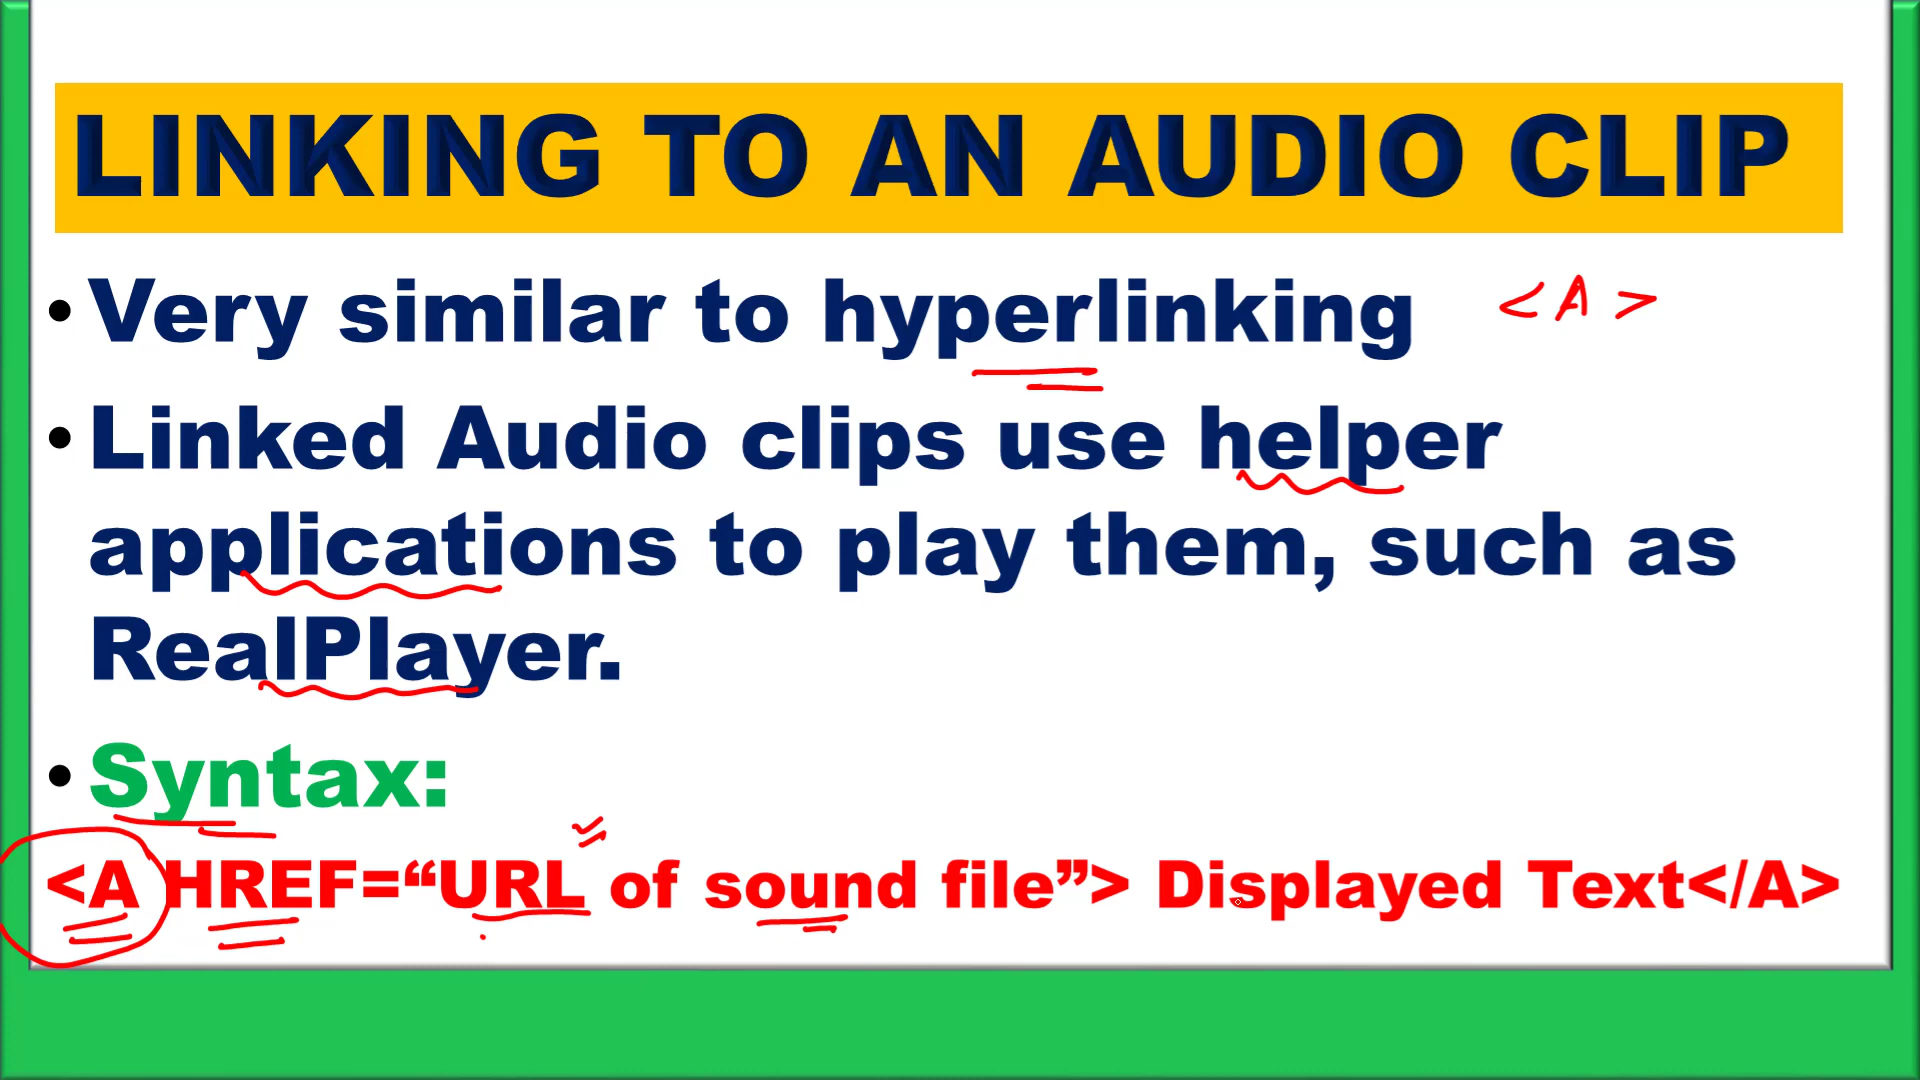 LINKING TO AN AUDIO CLIP
• Very similar to hyperlinking <A>
• Linked Audio clips use helper
applications to play them, such as
RealPlayer.
• Syntax:
<A HREF=“URL of sound file”> Displayed Text</A>